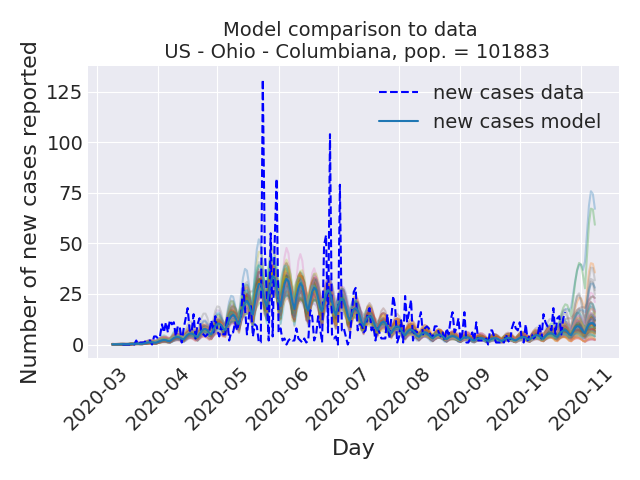 Model comparison to data
US - Ohio - Columbiana, pop. = 101883
Number of new cases reported
125
100
75
50
25
0
new cases data
new cases model
2020-03
2020-04
2020-05
2020-06
2020-07
2020-08
2020-09
2020-10
2020-11
Day